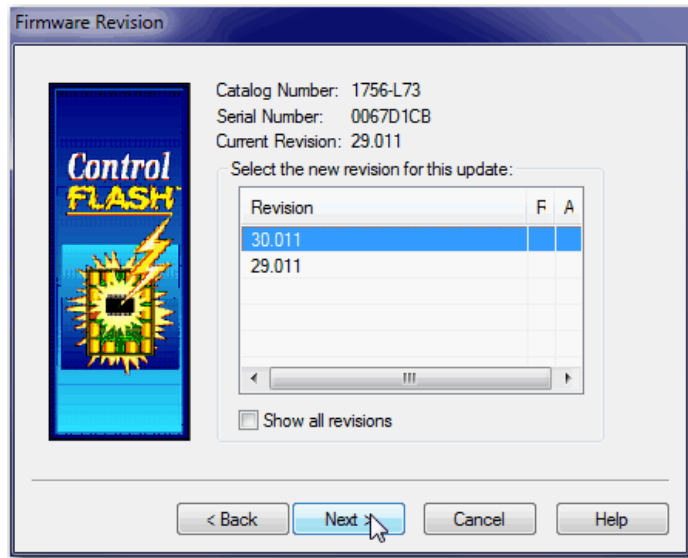 Firmware Revision
Catalog Number: 1756-L73
Serial Number: 0067D1CB
Current Revision: 29.011
Select the new revision for this update:
Control
FLASH
Revision F A
30.011
29.011
Show all revisions
< Back Next > Cancel Help